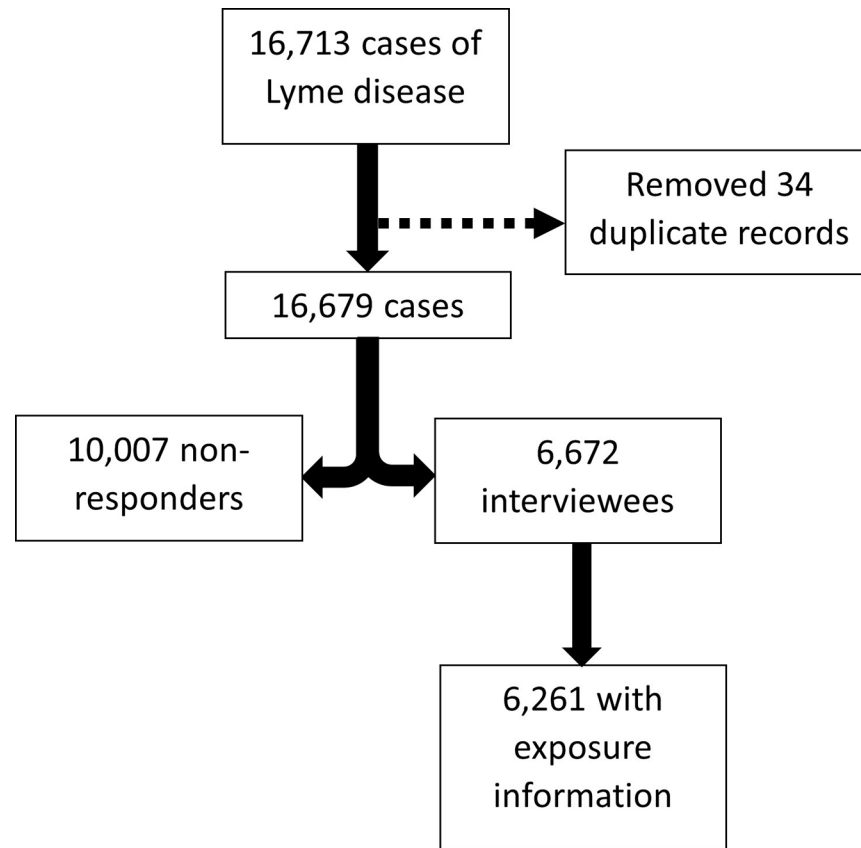 16,713 cases of
Lyme disease
Removed 34
duplicate records
16,679 cases
10,007 non-
responders
6,672
interviewees
6,261 with
exposure
information